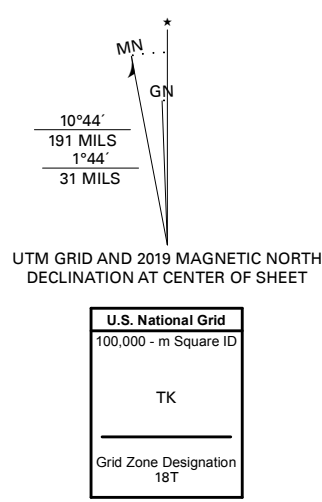 MN
GN
10°44´
191 MILS
1°44´
31 MILS
UTM GRID AND 2019 MAGNETIC NORTH
DECLINATION AT CENTER OF SHEET
U.S. National Grid
100,000 - m Square ID
TK
Grid Zone Designation
18T